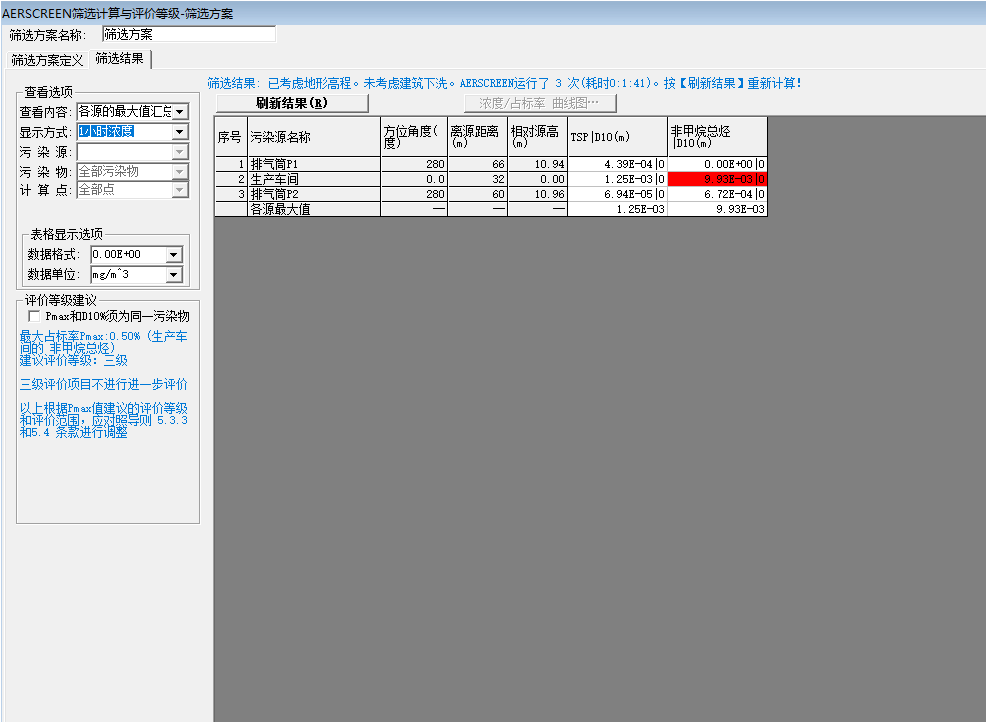 AERSCREEN筛选计算与评价等级-筛选方案
筛选方案名称: 筛选方案
筛选方案定义 筛选结果
筛选结果: 已考虑地形高程。未考虑建筑下洗。AERSCREEN运行了 3 次(耗时0:1:41)。按【刷新结果】重新计算!
刷新结果(R) 浓度/占标率 曲线图…
查看选项
查看内容: 各源的最大值汇总
显示方式: 1小时浓度
污 染 源:
污 染 物: 全部污染物
计 算 点: 全部点
表格显示选项
数据格式: 0.00E+00
数据单位: mg/m^3
评价等级建议
Pmax和D10%须为同一污染物
最大占标率Pmax:0.50% (生产车
间的 非甲烷总烃)
建议评价等级: 三级
三级评价项目不进行进一步评价
以上根据Pmax值建议的评价等级
和评价范围，应对照导则 5.3.3
和5.4 条款进行调整
序号 污染源名称 方位角度(度) 离源距离(m) 相对源高(m) TSP|D10(m) 非甲烷总烃|D10(m)
1 排气筒P1 280 66 10.94 4.39E-04|0 0.00E+00|0
2 生产车间 0.0 32 0.00 1.25E-03|0 9.93E-03|0
3 排气筒P2 280 60 10.96 6.94E-05|0 6.72E-04|0
各源最大值 — — — 1.25E-03 9.93E-03